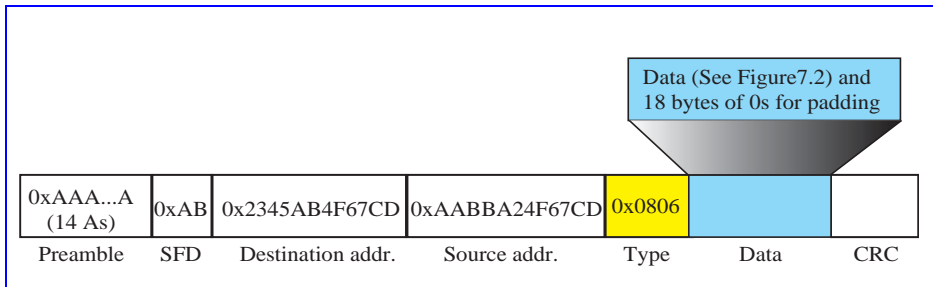 Data (See Figure7.2) and
18 bytes of 0s for padding
0xAAA...A
(14 As)
0xAB
0x2345AB4F67CD
0xAABBA24F67CD
0x0806
Preamble
SFD
Destination addr.
Source addr.
Type
Data
CRC